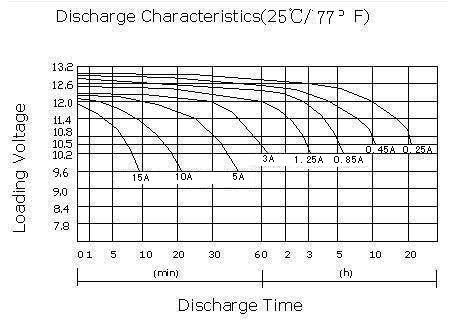 Discharge Characteristics(25℃/77° F)
Loading Voltage
13.2
12.6
12.0
11.4
10.8
10.5
10.2
9.6
9.0
8.4
7.8
15A 10A 5A 3A 1.25A 0.85A 0.45A 0.25A
0 1 5 10 20 30 60 2 3 5 10 20
(min) (h)
Discharge Time